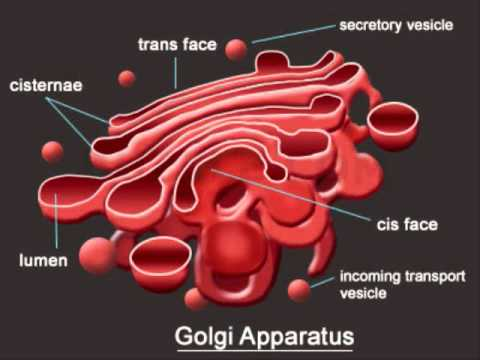 secretory vesicle
trans face
cisternae
cis face
lumen
incoming transport
vesicle
Golgi Apparatus